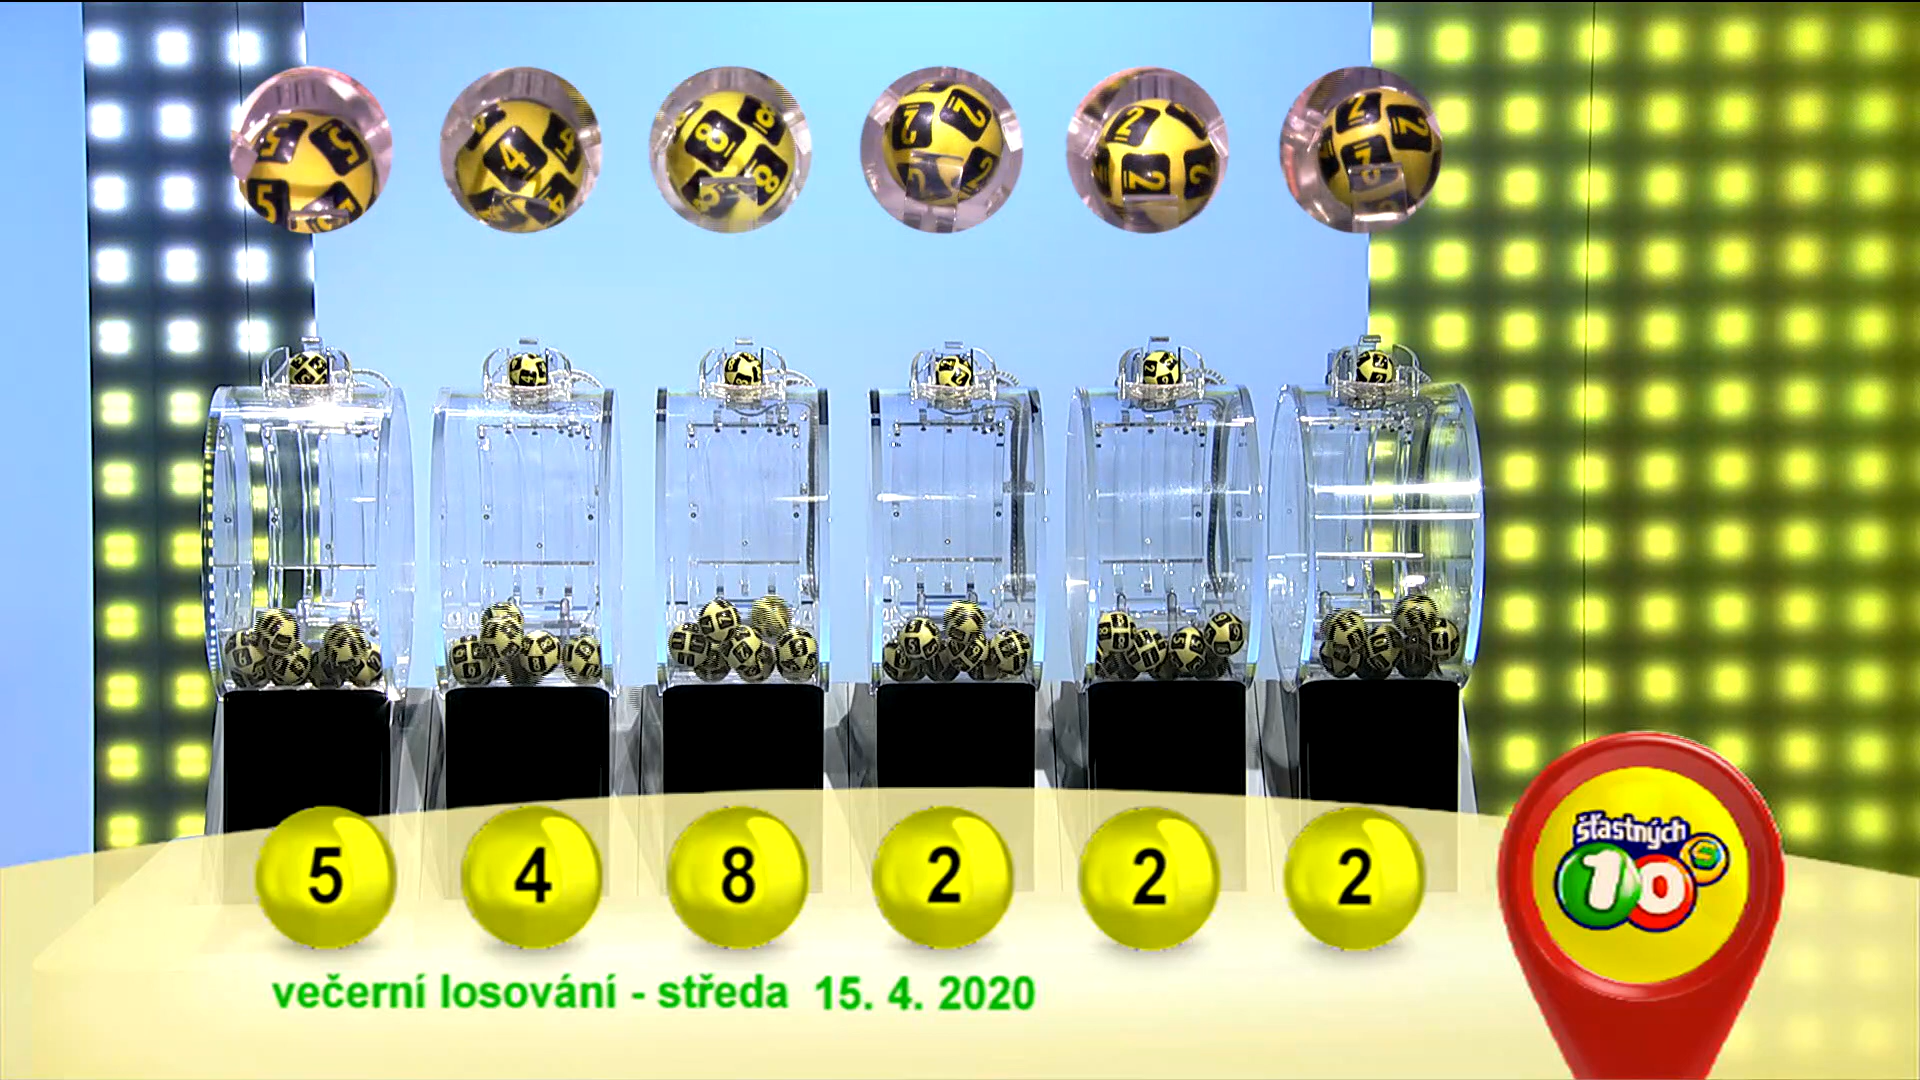 5 4 8 2 2 2
večerní losování - středa 15. 4. 2020
šťastných
10